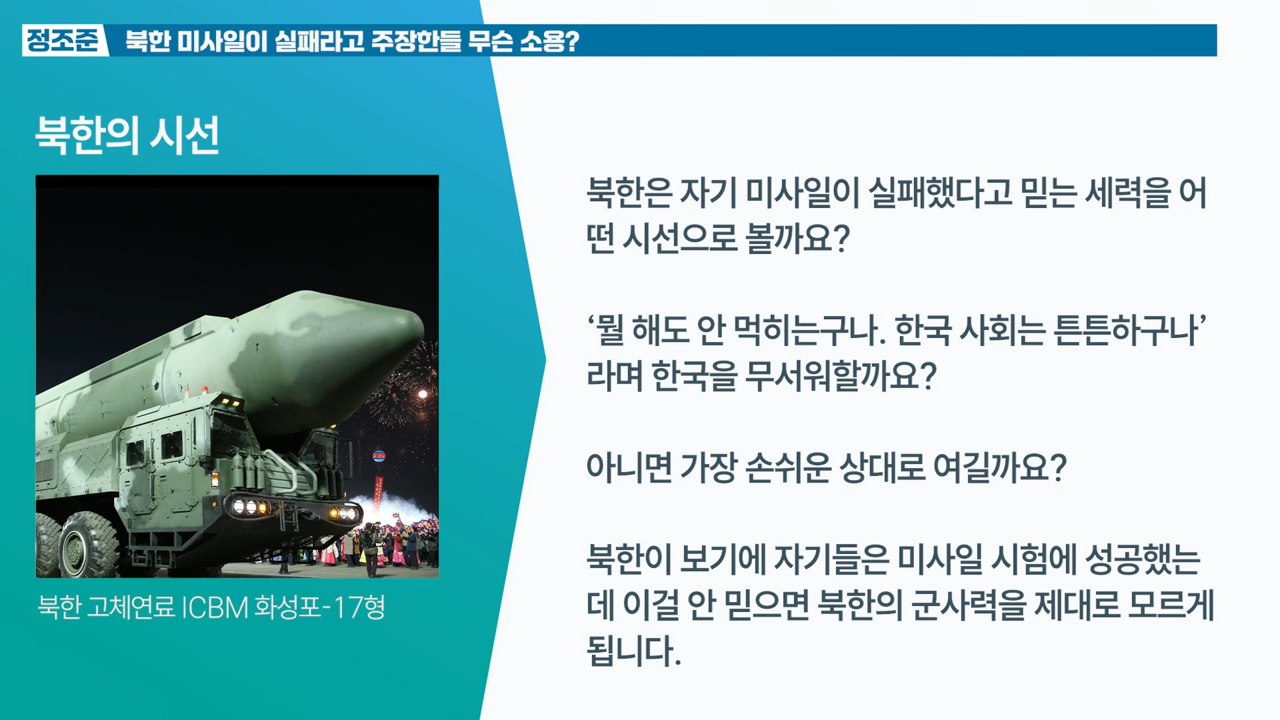 정조준 북한 미사일이 실패라고 주장한들 무슨 소용?
북한의 시선
북한 고체연료 ICBM 화성포-17형
북한은 자기 미사일이 실패했다고 믿는 세력을 어
떤 시선으로 볼까요?
‘뭘 해도 안 먹히는구나. 한국 사회는 튼튼하구나’
라며 한국을 무서워할까요?
아니면 가장 손쉬운 상대로 여길까요?
북한이 보기에 자기들은 미사일 시험에 성공했는
데 이걸 안 믿으면 북한의 군사력을 제대로 모르게
됩니다.